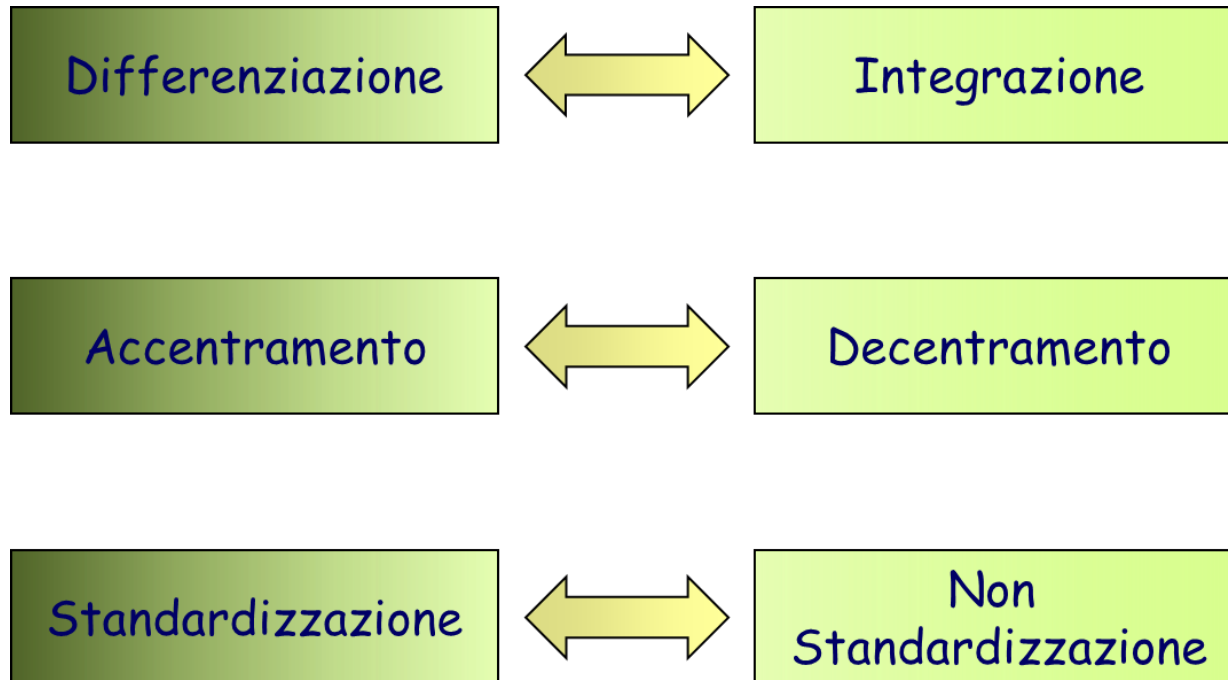 Differenziazione
Integrazione
Accentramento
Decentramento
Standardizzazione
Non
Standardizzazione